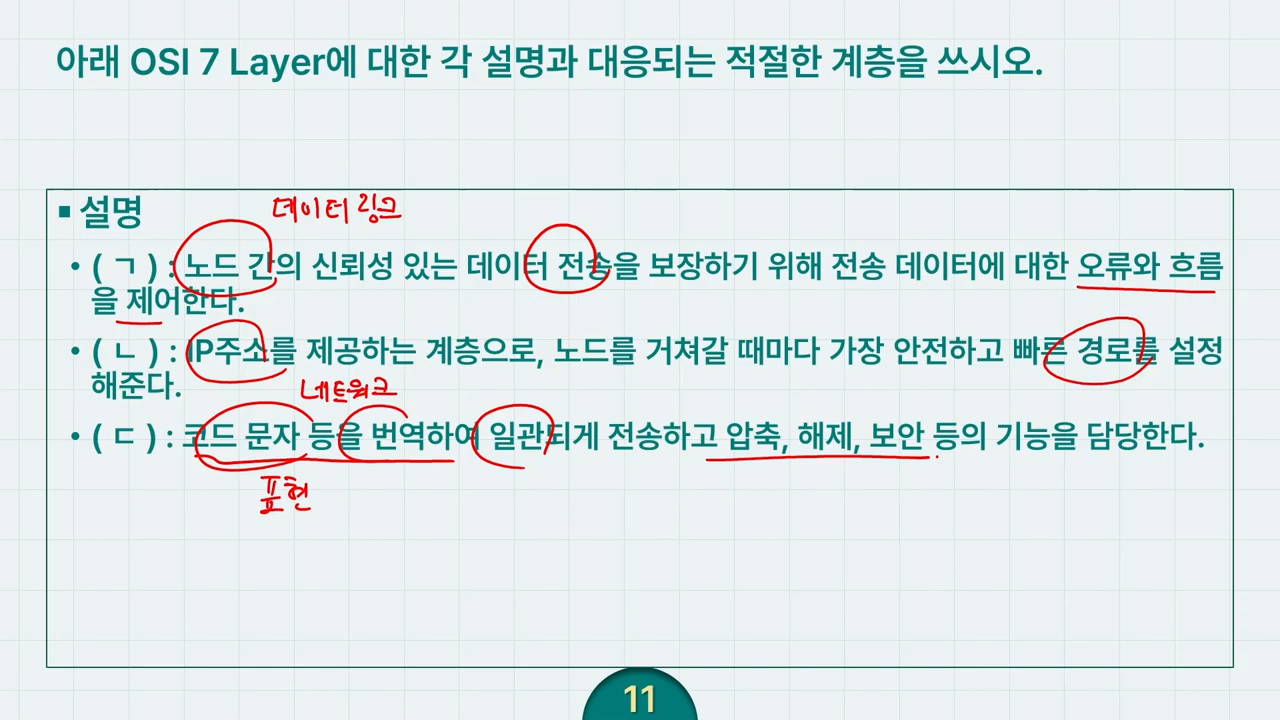 아래 OSI 7 Layer에 대한 각 설명과 대응되는 적절한 계층을 쓰시오.
▪ 설명
데이터 링크
• ( ㄱ ) : 노드 간의 신뢰성 있는 데이터 전송을 보장하기 위해 전송 데이터에 대한 오류와 흐름
을 제어한다.
• ( ㄴ ) : IP주소를 제공하는 계층으로, 노드를 거쳐갈 때마다 가장 안전하고 빠른 경로를 설정
해준다.
네트워크
• ( ㄷ ) : 코드 문자 등을 번역하여 일관되게 전송하고 압축, 해제, 보안 등의 기능을 담당한다.
표현
11